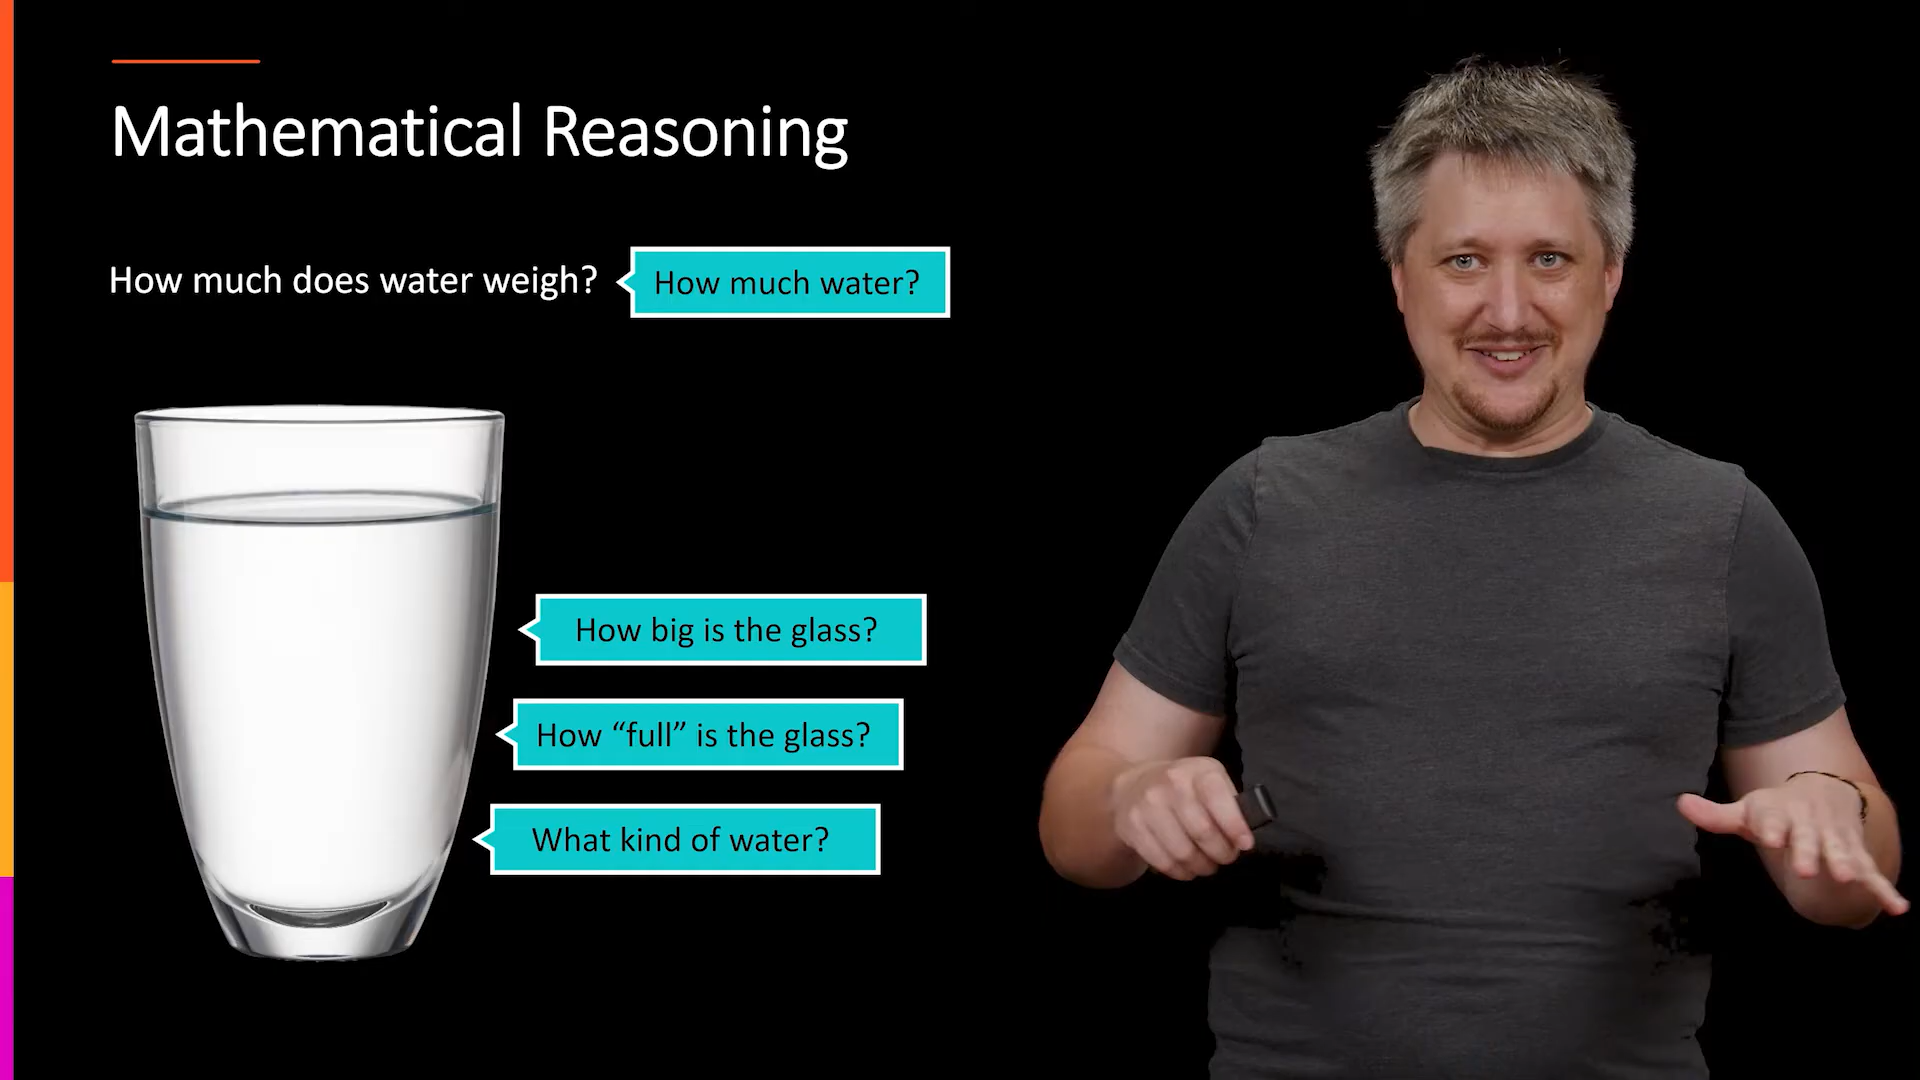 Mathematical Reasoning
How much does water weigh?
How much water?
How big is the glass?
How “full” is the glass?
What kind of water?